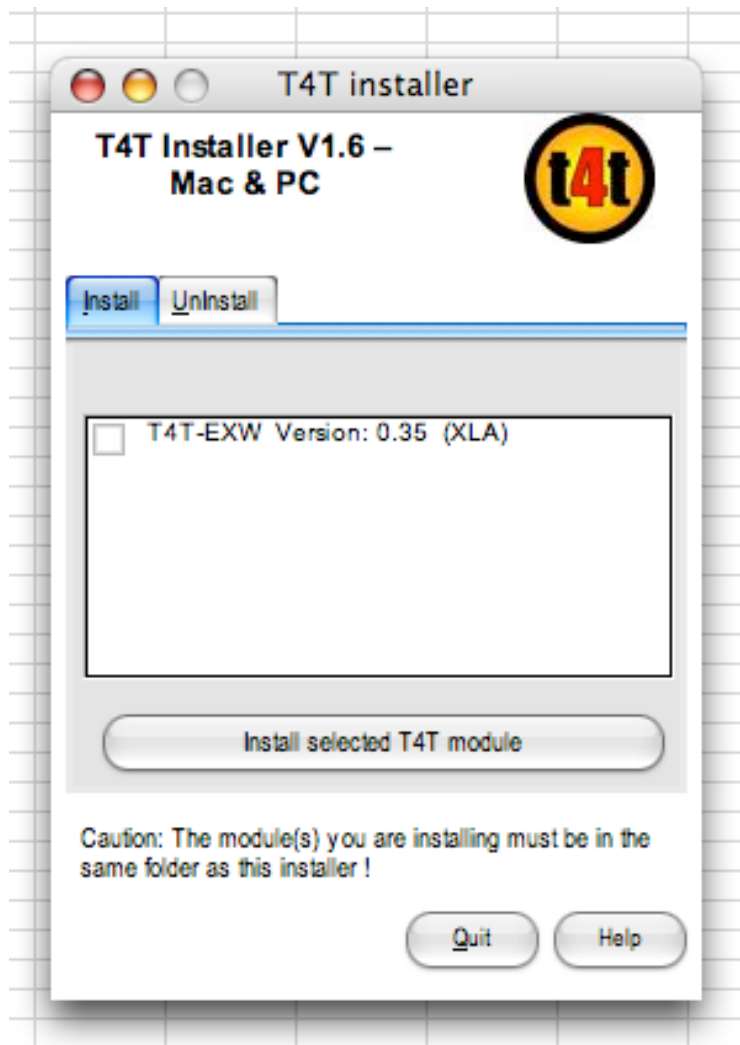 T4T installer
T4T Installer V1.6 –
Mac & PC
t4t
Install UnInstall
T4T-EXW Version: 0.35 (XLA)
Install selected T4T module
Caution: The module(s) you are installing must be in the
same folder as this installer !
Quit Help